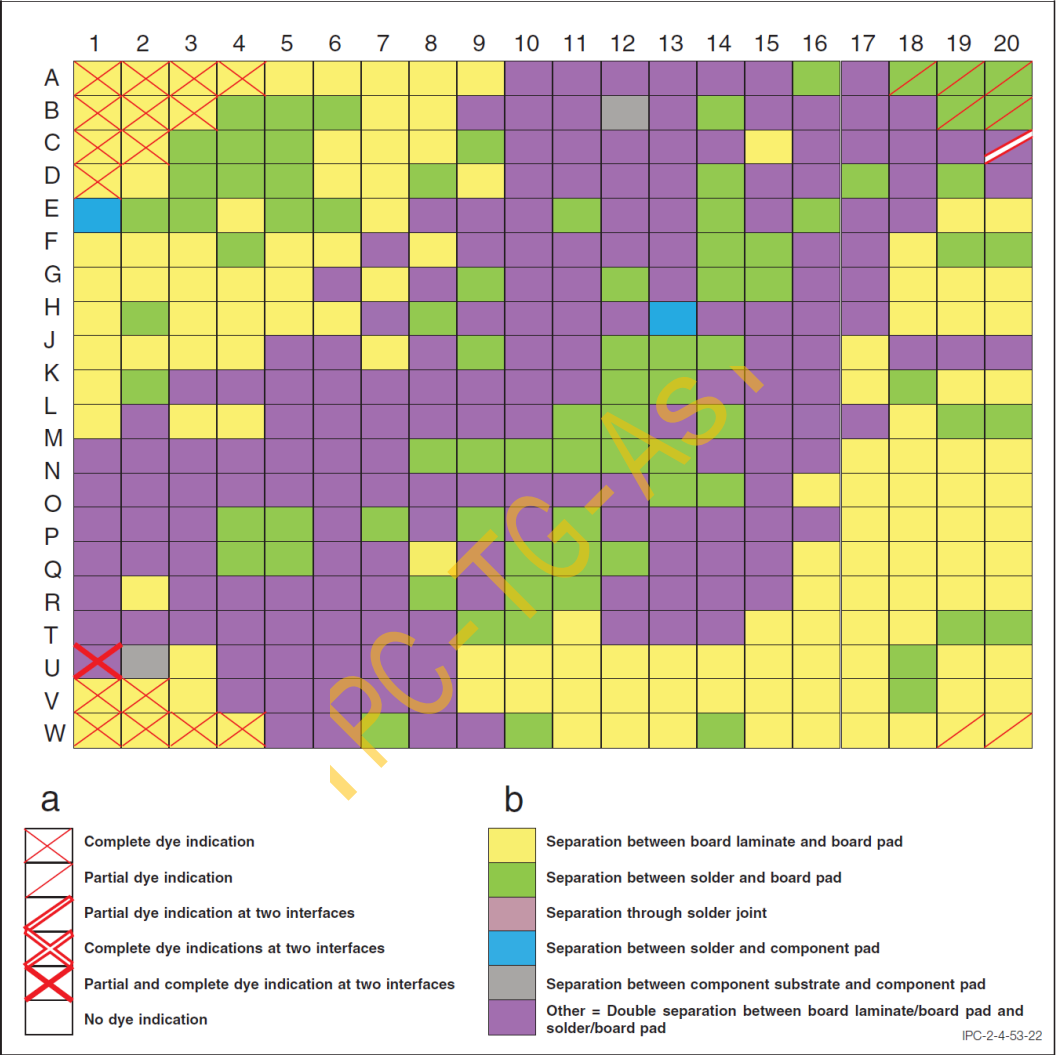 1 2 3 4 5 6 7 8 9 10 11 12 13 14 15 16 17 18 19 20
A
B
C
D
E
F
G
H
J
K
L
M
N
O
P
Q
R
T
U
V
W
IPC-TG-AS
a
Complete dye indication
Partial dye indication
Partial dye indication at two interfaces
Complete dye indications at two interfaces
Partial and complete dye indication at two interfaces
No dye indication
b
Separation between board laminate and board pad
Separation between solder and board pad
Separation through solder joint
Separation between solder and component pad
Separation between component substrate and component pad
Other = Double separation between board laminate/board pad and
solder/board pad
IPC-2-4-53-22